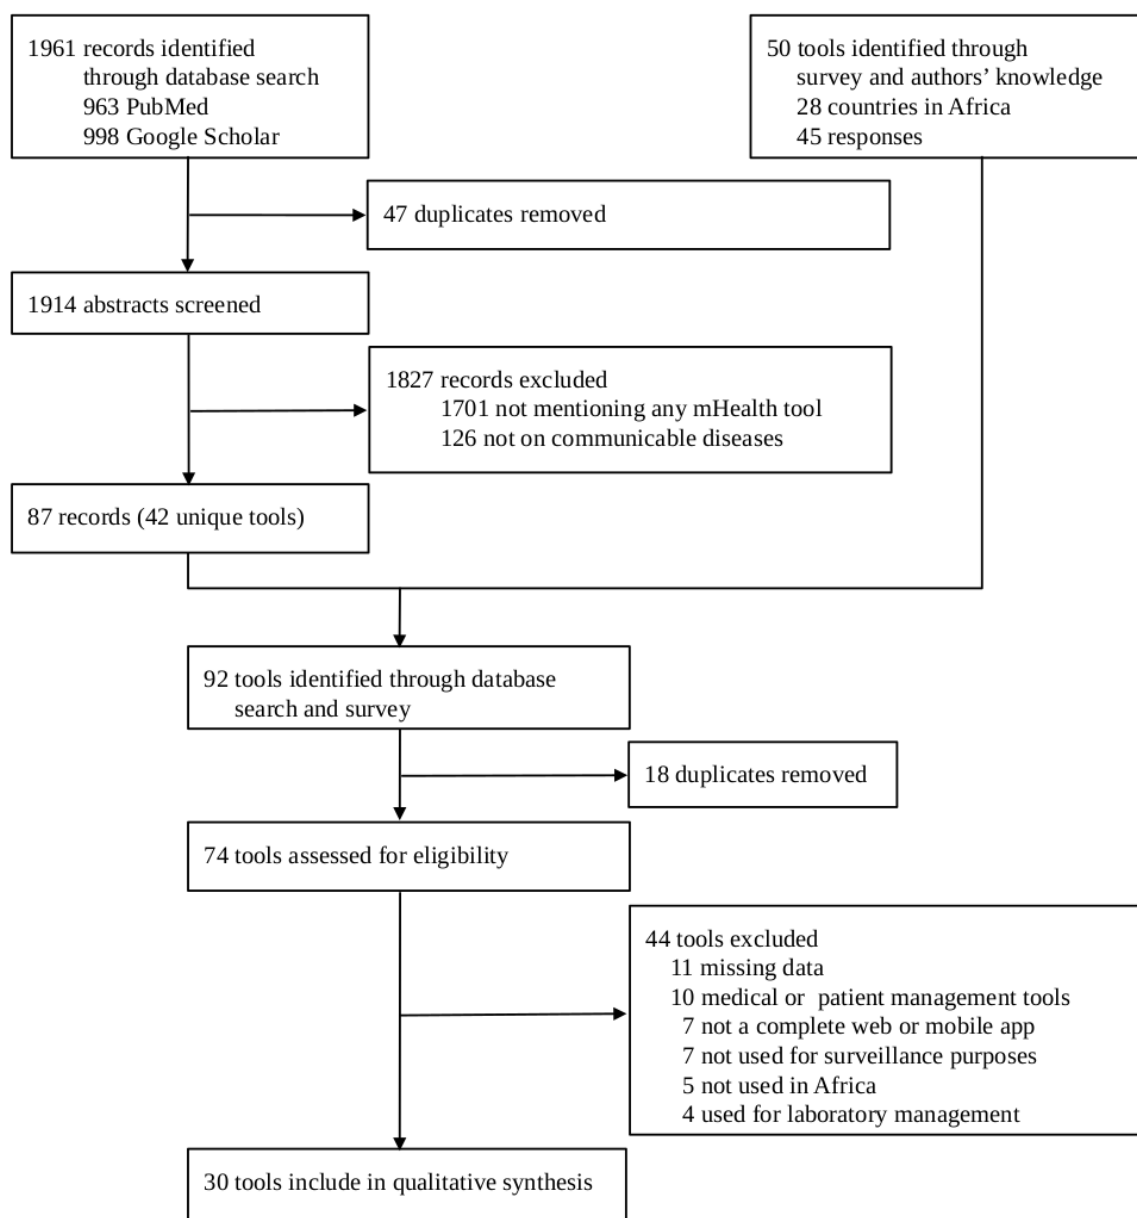 1961 records identified
through database search
963 PubMed
998 Google Scholar
50 tools identified through
survey and authors’ knowledge
28 countries in Africa
45 responses
47 duplicates removed
1914 abstracts screened
1827 records excluded
1701 not mentioning any mHealth tool
126 not on communicable diseases
87 records (42 unique tools)
92 tools identified through database
search and survey
18 duplicates removed
74 tools assessed for eligibility
44 tools excluded
11 missing data
10 medical or patient management tools
7 not a complete web or mobile app
7 not used for surveillance purposes
5 not used in Africa
4 used for laboratory management
30 tools include in qualitative synthesis